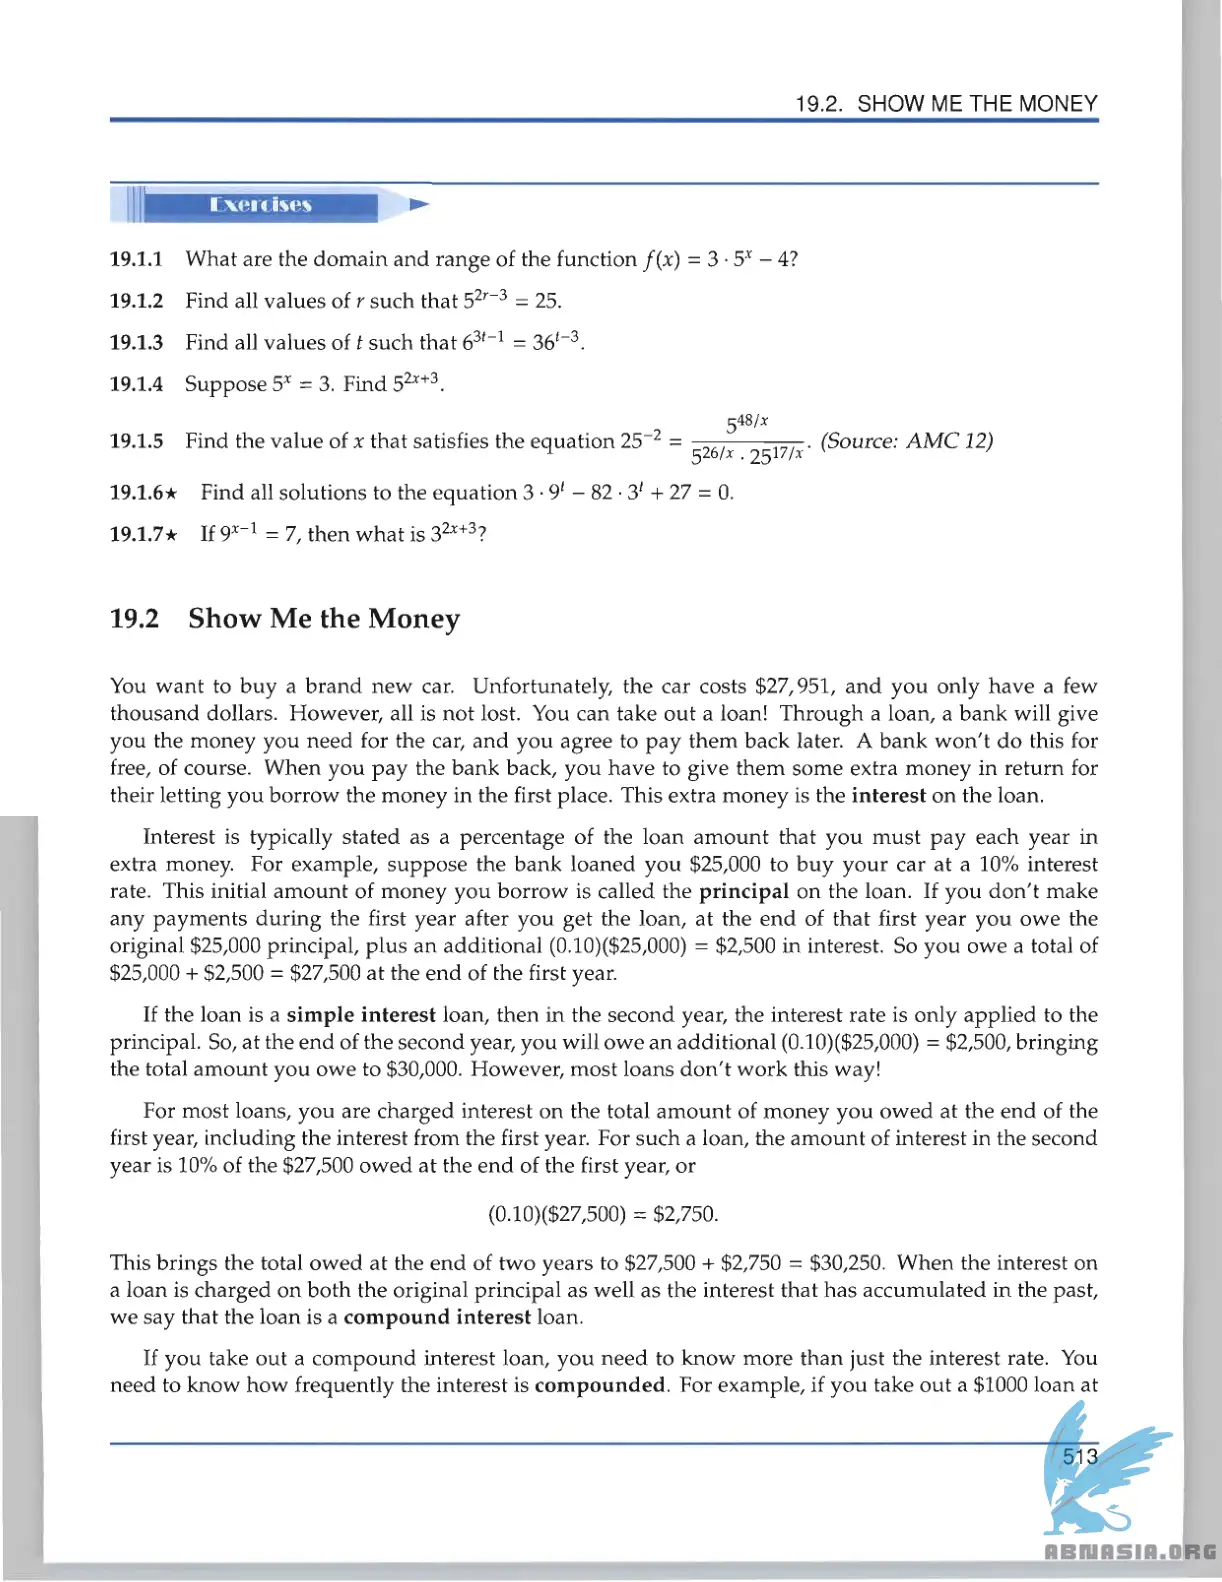 19.2. SHOW ME THE MONEY
Exercises
19.1.1 What are the domain and range of the function f(x) = 3 · 5^x − 4?
19.1.2 Find all values of r such that 5^{2r−3} = 25.
19.1.3 Find all values of t such that 6^{3t−1} = 36^{t−3}.
19.1.4 Suppose 5^x = 3. Find 5^{2x+3}.
19.1.5 Find the value of x that satisfies the equation 25^{−2} = 5^{48/x} / (5^{26/x} · 25^{17/x}). (Source: AMC 12)
19.1.6★ Find all solutions to the equation 3 · 9^t − 82 · 3^t + 27 = 0.
19.1.7★ If 9^{x−1} = 7, then what is 3^{2x+3}?
19.2 Show Me the Money
You want to buy a brand new car. Unfortunately, the car costs $27,951, and you only have a few
thousand dollars. However, all is not lost. You can take out a loan! Through a loan, a bank will give
you the money you need for the car, and you agree to pay them back later. A bank won't do this for
free, of course. When you pay the bank back, you have to give them some extra money in return for
their letting you borrow the money in the first place. This extra money is the interest on the loan.
Interest is typically stated as a percentage of the loan amount that you must pay each year in
extra money. For example, suppose the bank loaned you $25,000 to buy your car at a 10% interest
rate. This initial amount of money you borrow is called the principal on the loan. If you don't make
any payments during the first year after you get the loan, at the end of that first year you owe the
original $25,000 principal, plus an additional (0.10)($25,000) = $2,500 in interest. So you owe a total of
$25,000 + $2,500 = $27,500 at the end of the first year.
If the loan is a simple interest loan, then in the second year, the interest rate is only applied to the
principal. So, at the end of the second year, you will owe an additional (0.10)($25,000) = $2,500, bringing
the total amount you owe to $30,000. However, most loans don't work this way!
For most loans, you are charged interest on the total amount of money you owed at the end of the
first year, including the interest from the first year. For such a loan, the amount of interest in the second
year is 10% of the $27,500 owed at the end of the first year, or
(0.10)($27,500) = $2,750.
This brings the total owed at the end of two years to $27,500 + $2,750 = $30,250. When the interest on
a loan is charged on both the original principal as well as the interest that has accumulated in the past,
we say that the loan is a compound interest loan.
If you take out a compound interest loan, you need to know more than just the interest rate. You
need to know how frequently the interest is compounded. For example, if you take out a $1000 loan at
513
ABNASIA.ORG